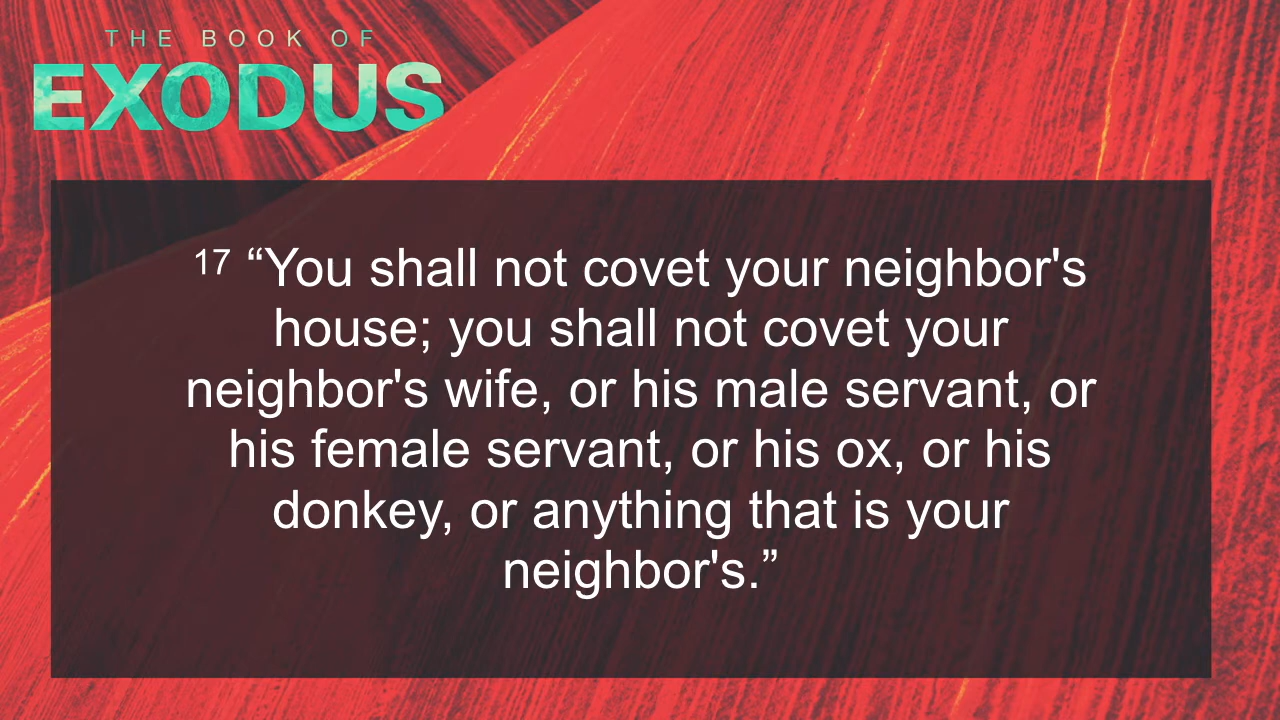 THE BOOK OF
EXODUS
17 “You shall not covet your neighbor's
house; you shall not covet your
neighbor's wife, or his male servant, or
his female servant, or his ox, or his
donkey, or anything that is your
neighbor's.”